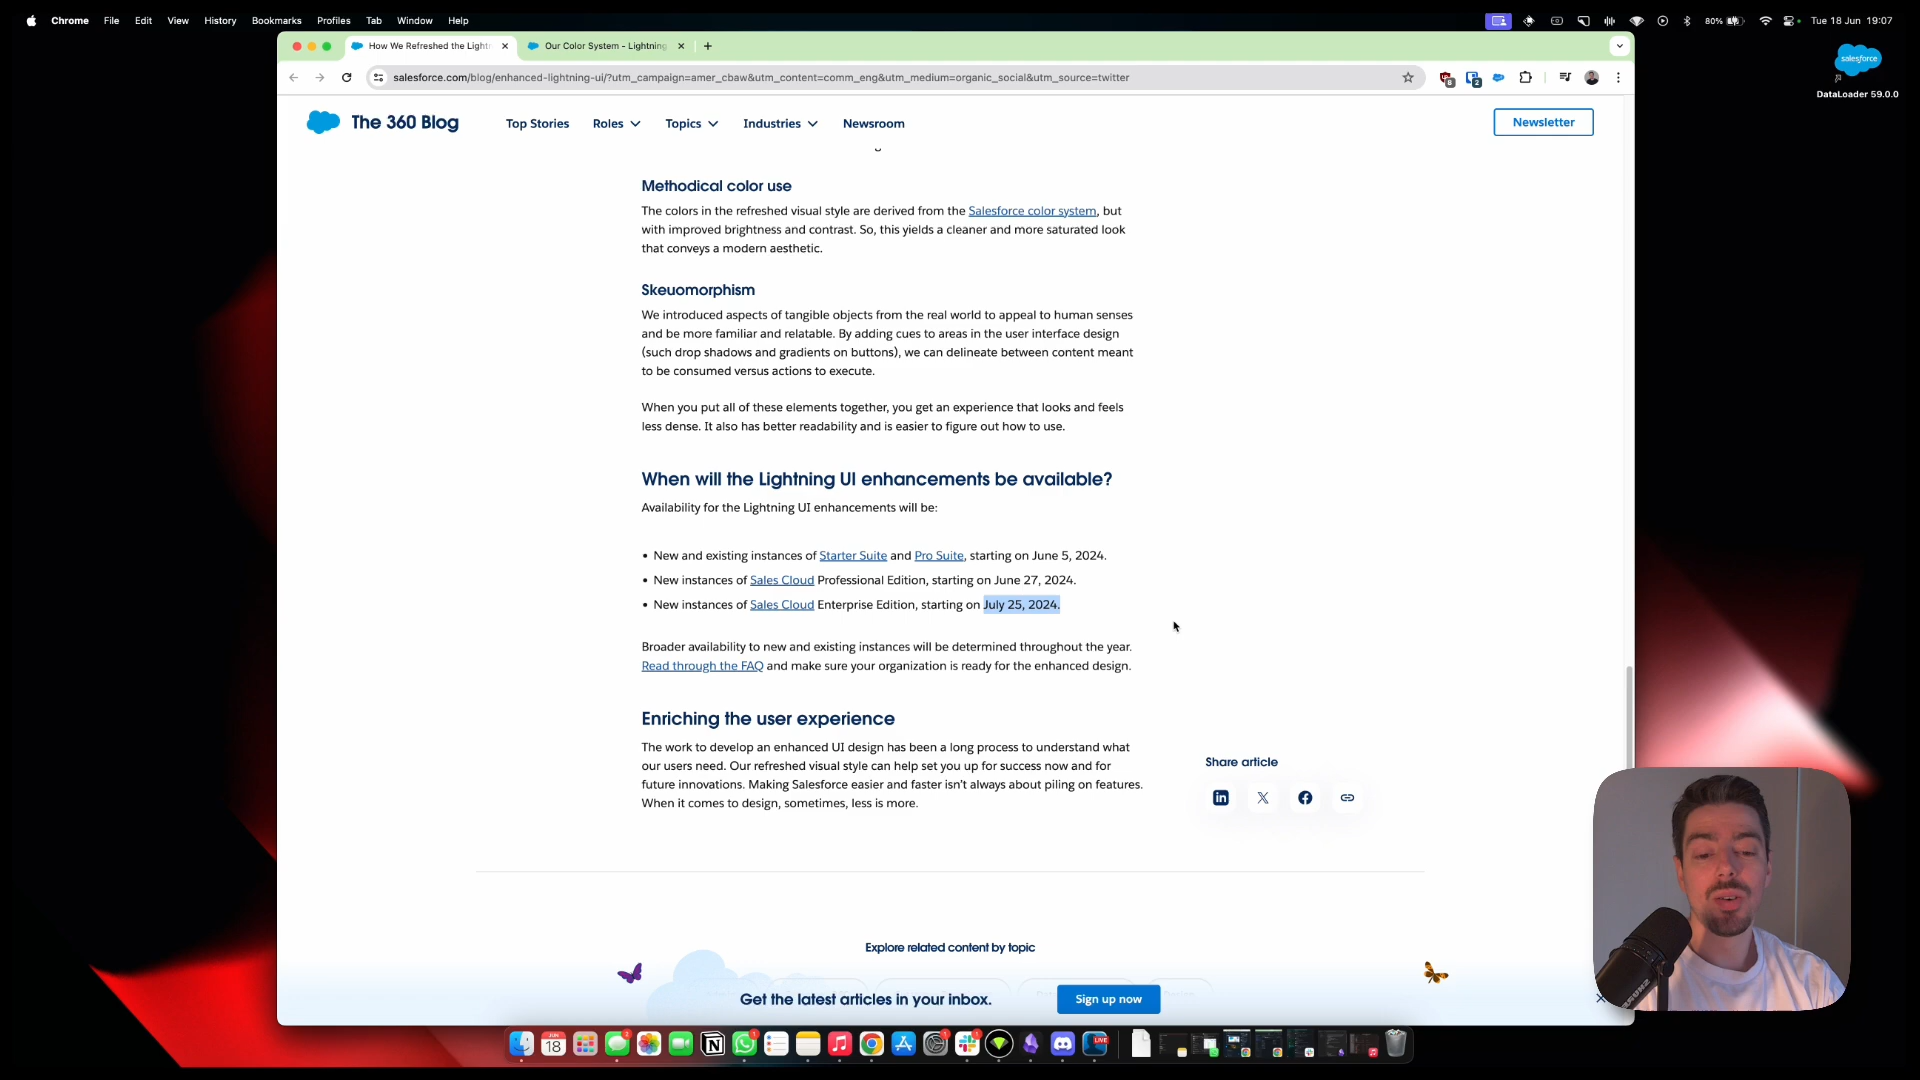 Chrome File Edit View History Bookmarks Profiles Tab Window Help
80% Tue 18 Jun 19:07
How We Refreshed the Light
Our Color System - Lightning
salesforce.com/blog/enhanced-lightning-ui/?utm_campaign=amer_cbaw&utm_content=comm_eng&utm_medium=organic_social&utm_source=twitter
salesforce
DataLoader 59.0.0
The 360 Blog
Top Stories Roles Topics Industries Newsroom
Newsletter
Methodical color use
The colors in the refreshed visual style are derived from the Salesforce color system, but
with improved brightness and contrast. So, this yields a cleaner and more saturated look
that conveys a modern aesthetic.
Skeuomorphism
We introduced aspects of tangible objects from the real world to appeal to human senses
and be more familiar and relatable. By adding cues to areas in the user interface design
(such drop shadows and gradients on buttons), we can delineate between content meant
to be consumed versus actions to execute.
When you put all of these elements together, you get an experience that looks and feels
less dense. It also has better readability and is easier to figure out how to use.
When will the Lightning UI enhancements be available?
Availability for the Lightning UI enhancements will be:
• New and existing instances of Starter Suite and Pro Suite, starting on June 5, 2024.
• New instances of Sales Cloud Professional Edition, starting on June 27, 2024.
• New instances of Sales Cloud Enterprise Edition, starting on July 25, 2024.
Broader availability to new and existing instances will be determined throughout the year.
Read through the FAQ and make sure your organization is ready for the enhanced design.
Enriching the user experience
The work to develop an enhanced UI design has been a long process to understand what
our users need. Our refreshed visual style can help set you up for success now and for
future innovations. Making Salesforce easier and faster isn't always about piling on features.
When it comes to design, sometimes, less is more.
Share article
Explore related content by topic
Get the latest articles in your inbox.
Sign up now
JUN
18
LIVE